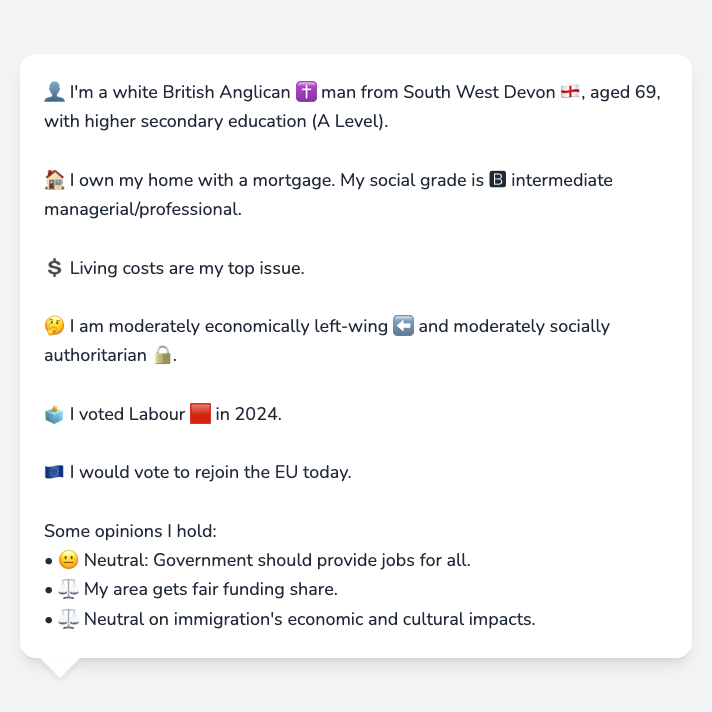 👤 I'm a white British Anglican ✝️ man from South West Devon 🏴󠁧󠁢󠁥󠁮󠁧󠁿, aged 69,
with higher secondary education (A Level).
🏠 I own my home with a mortgage. My social grade is 🅱 intermediate
managerial/professional.
💲 Living costs are my top issue.
🤔 I am moderately economically left-wing ⬅️ and moderately socially
authoritarian 🔒.
🗳️ I voted Labour 🟥 in 2024.
🇪🇺 I would vote to rejoin the EU today.
Some opinions I hold:
• 😐 Neutral: Government should provide jobs for all.
• ⚖️ My area gets fair funding share.
• ⚖️ Neutral on immigration's economic and cultural impacts.